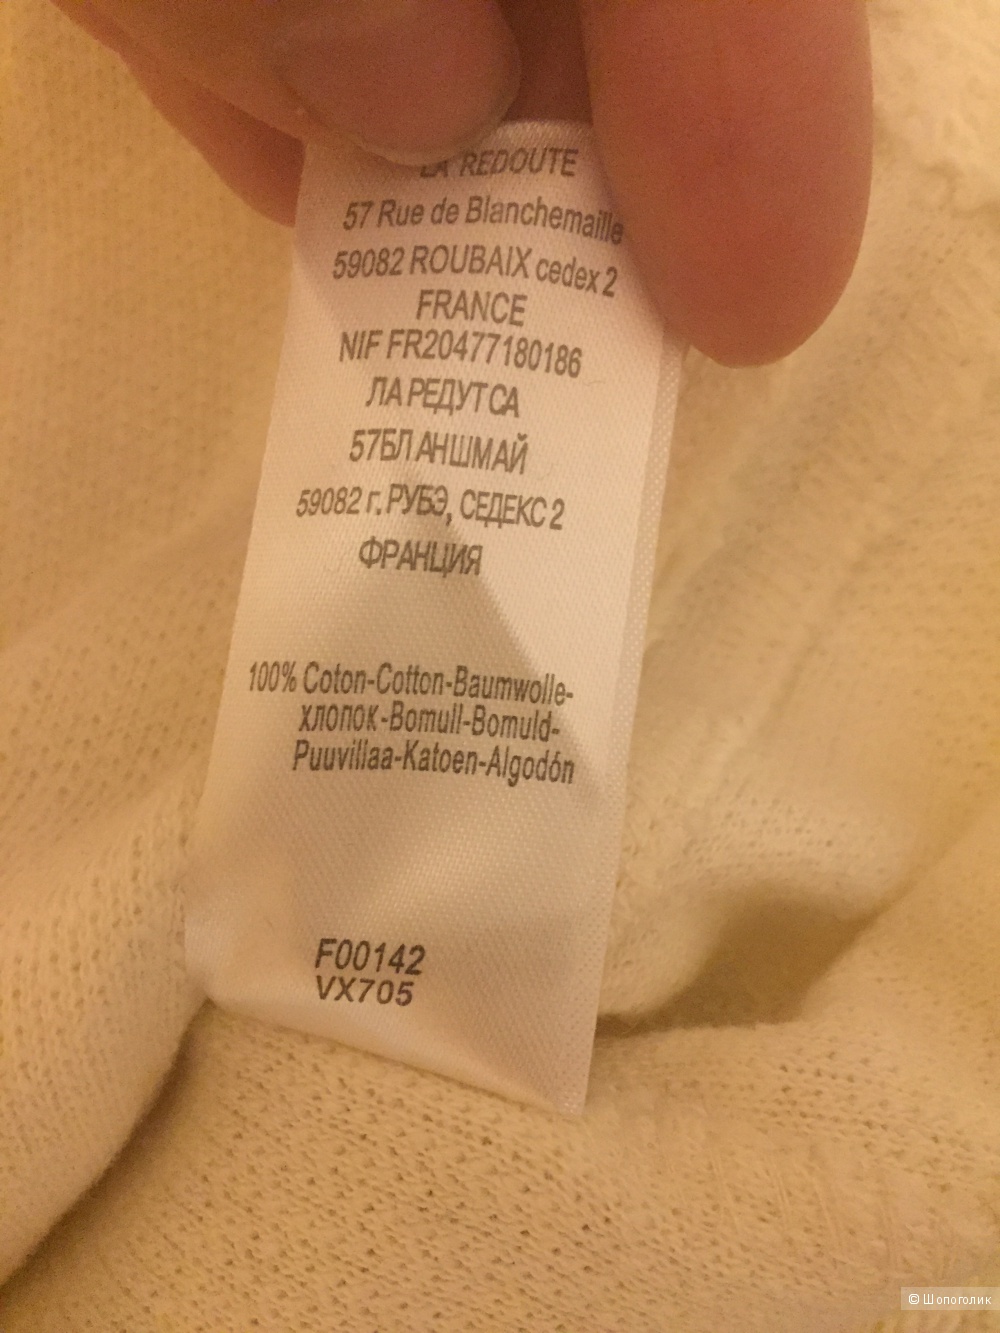 LA REDOUTE
57 Rue de Blanchemaille
59082 ROUBAIX cedex 2
FRANCE
NIF FR20477180186
ЛА РЕДУТ СА
57БЛАНШМАЙ
59082 г. РУБЭ, СЕДЕКС 2
ФРАНЦИЯ
100% Coton-Cotton-Baumwolle-
хлопок-Bomull-Bomuld-
Puuvillaa-Katoen-Algodón
F00142
VX705
© Шопоголик